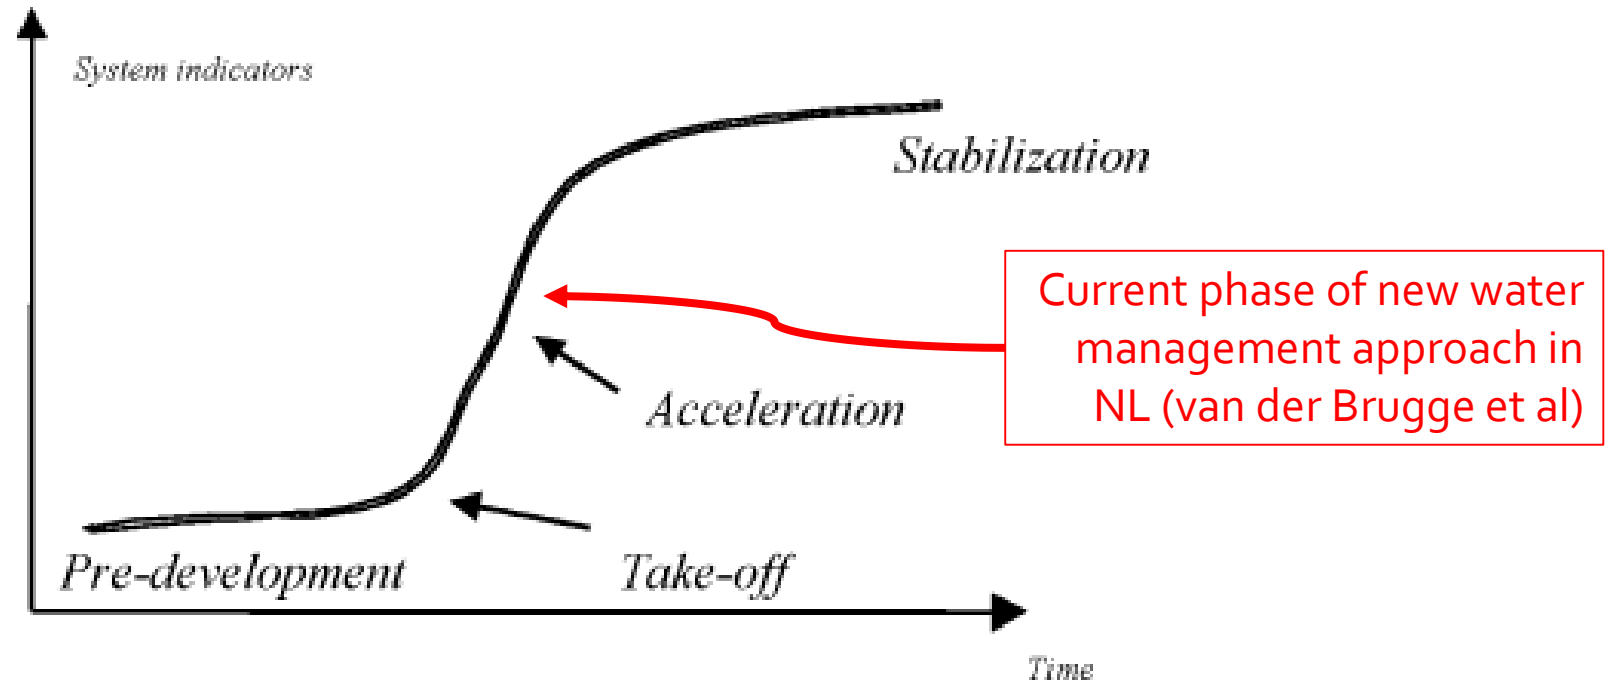 System indicators
Stabilization
Current phase of new water
management approach in
NL (van der Brugge et al)
Acceleration
Pre-development
Take-off
Time